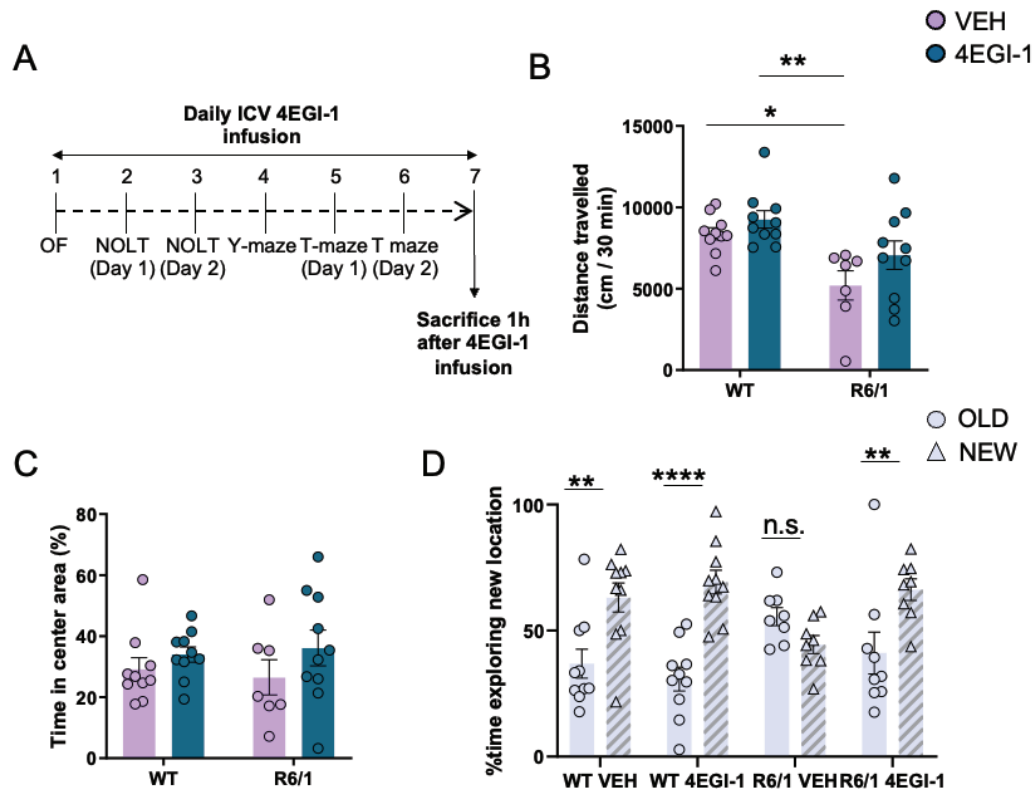 VEH
4EGI-1
A
Daily ICV 4EGI-1
infusion
1 2 3 4 5 6 7
OF NOLT NOLT Y-maze T-maze T maze
(Day 1) (Day 2) (Day 1) (Day 2)
Sacrifice 1h
after 4EGI-1
infusion
B
**
*
Distance travelled
(cm / 30 min)
15000
10000
5000
0
WT R6/1
C
Time in center area (%)
80
60
40
20
0
WT R6/1
OLD
NEW
D
** **** n.s. **
%time exploring new location
100
50
0
WT VEH WT 4EGI-1 R6/1 VEH R6/1 4EGI-1